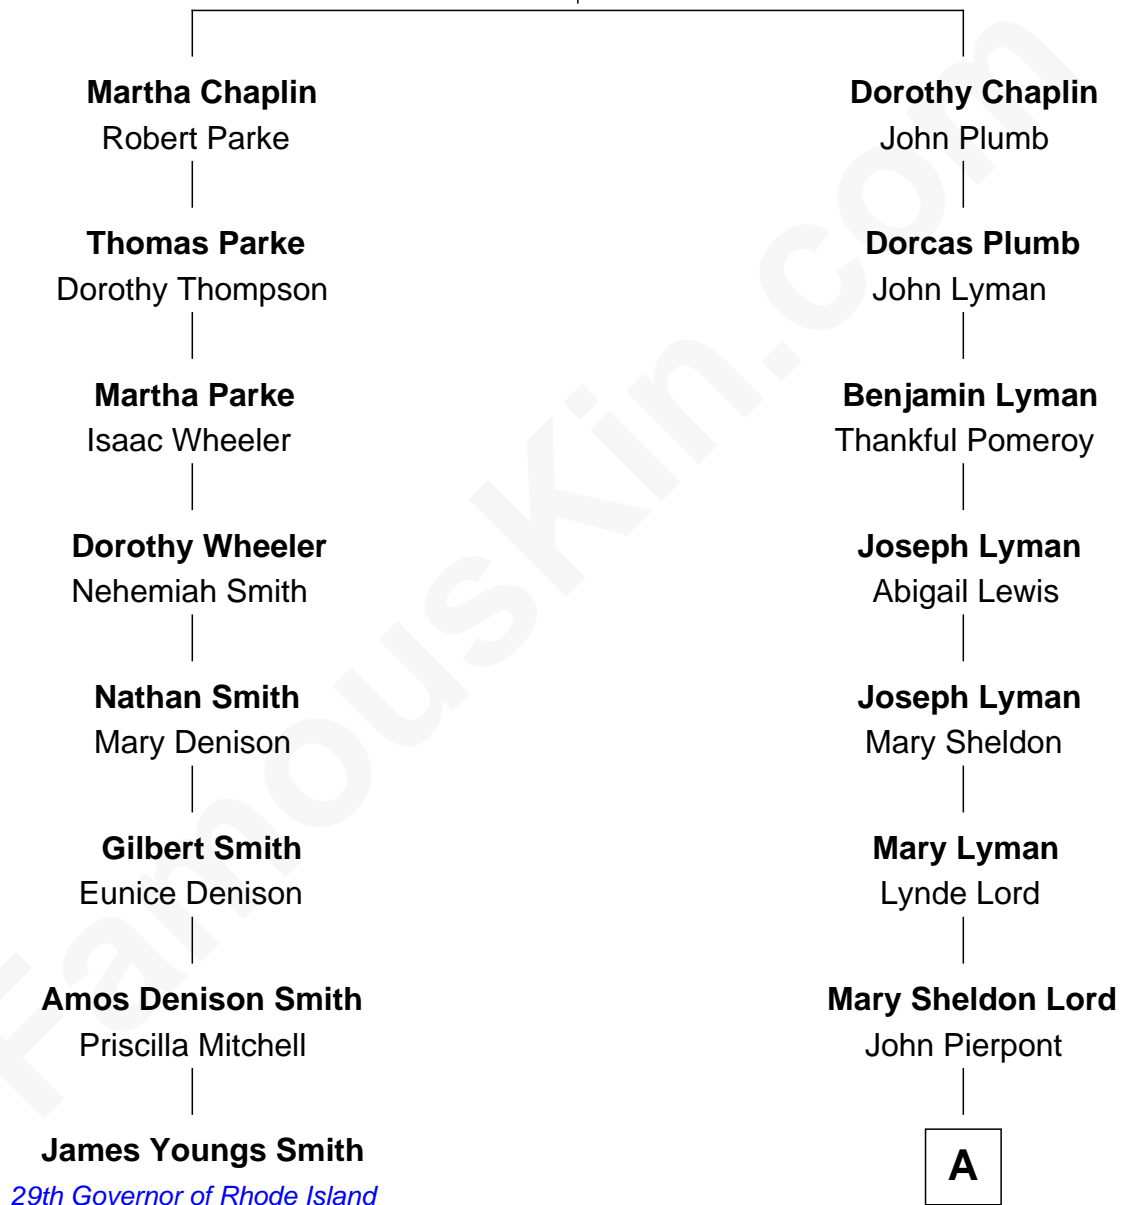 Martha Chaplin
Robert Parke
Thomas Parke
Dorothy Thompson
Martha Parke
Isaac Wheeler
Dorothy Wheeler
Nehemiah Smith
Nathan Smith
Mary Denison
Gilbert Smith
Eunice Denison
Amos Denison Smith
Priscilla Mitchell
James Youngs Smith
29th Governor of Rhode Island
Dorothy Chaplin
John Plumb
Dorcas Plumb
John Lyman
Benjamin Lyman
Thankful Pomeroy
Joseph Lyman
Abigail Lewis
Joseph Lyman
Mary Sheldon
Mary Lyman
Lynde Lord
Mary Sheldon Lord
John Pierpont
A
FamousKin.com